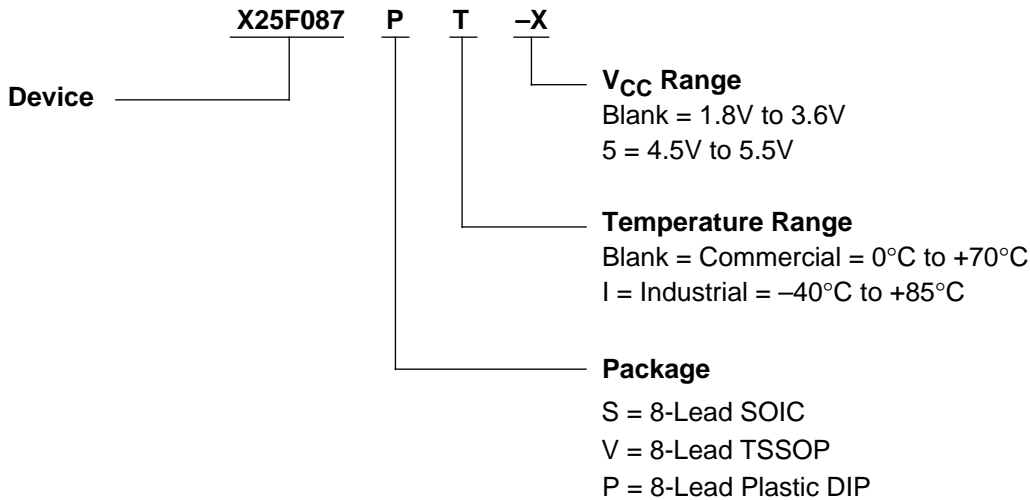 X25F087 P T –X
Device
VCC Range
Blank = 1.8V to 3.6V
5 = 4.5V to 5.5V
Temperature Range
Blank = Commercial = 0°C to +70°C
I = Industrial = –40°C to +85°C
Package
S = 8-Lead SOIC
V = 8-Lead TSSOP
P = 8-Lead Plastic DIP